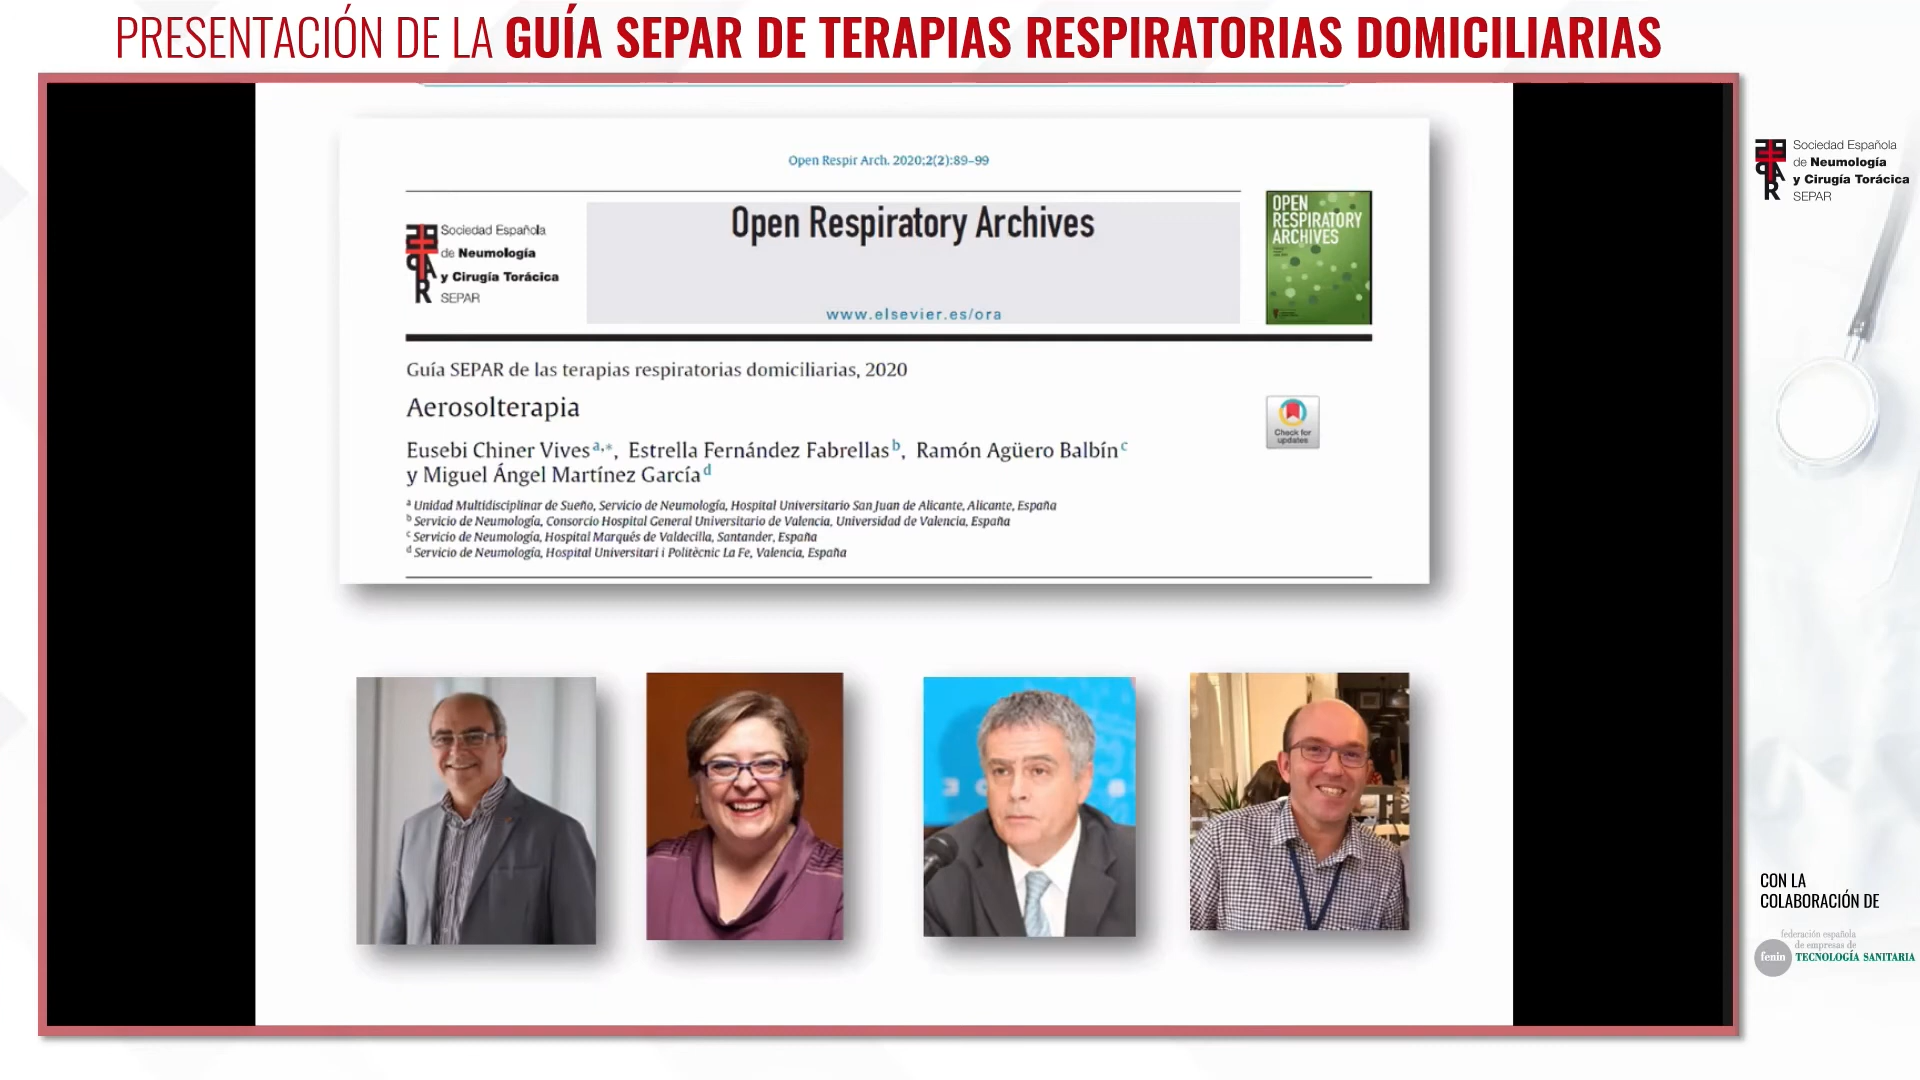 PRESENTACIÓN DE LA GUÍA SEPAR DE TERAPIAS RESPIRATORIAS DOMICILIARIAS
Open Respir Arch. 2020;2(2):89–99
Sociedad Española
de Neumología
y Cirugía Torácica
SEPAR
Open Respiratory Archives
www.elsevier.es/ora
OPEN
RESPIRATORY
ARCHIVES
Guía SEPAR de las terapias respiratorias domiciliarias, 2020
Aerosolterapia
Check for
updates
Eusebi Chiner Vives a,*, Estrella Fernández Fabrellas b, Ramón Agüero Balbín c
y Miguel Ángel Martínez García d
a Unidad Multidisciplinar de Sueño, Servicio de Neumología, Hospital Universitario San Juan de Alicante, Alicante, España
b Servicio de Neumología, Consorcio Hospital General Universitario de Valencia, Universidad de Valencia, España
c Servicio de Neumología, Hospital Marqués de Valdecilla, Santander, España
d Servicio de Neumología, Hospital Universitari i Politècnic La Fe, Valencia, España
Sociedad Española
de Neumología
y Cirugía Torácica
SEPAR
CON LA
COLABORACIÓN DE
federación española
de empresas de
fenin TECNOLOGÍA SANITARIA